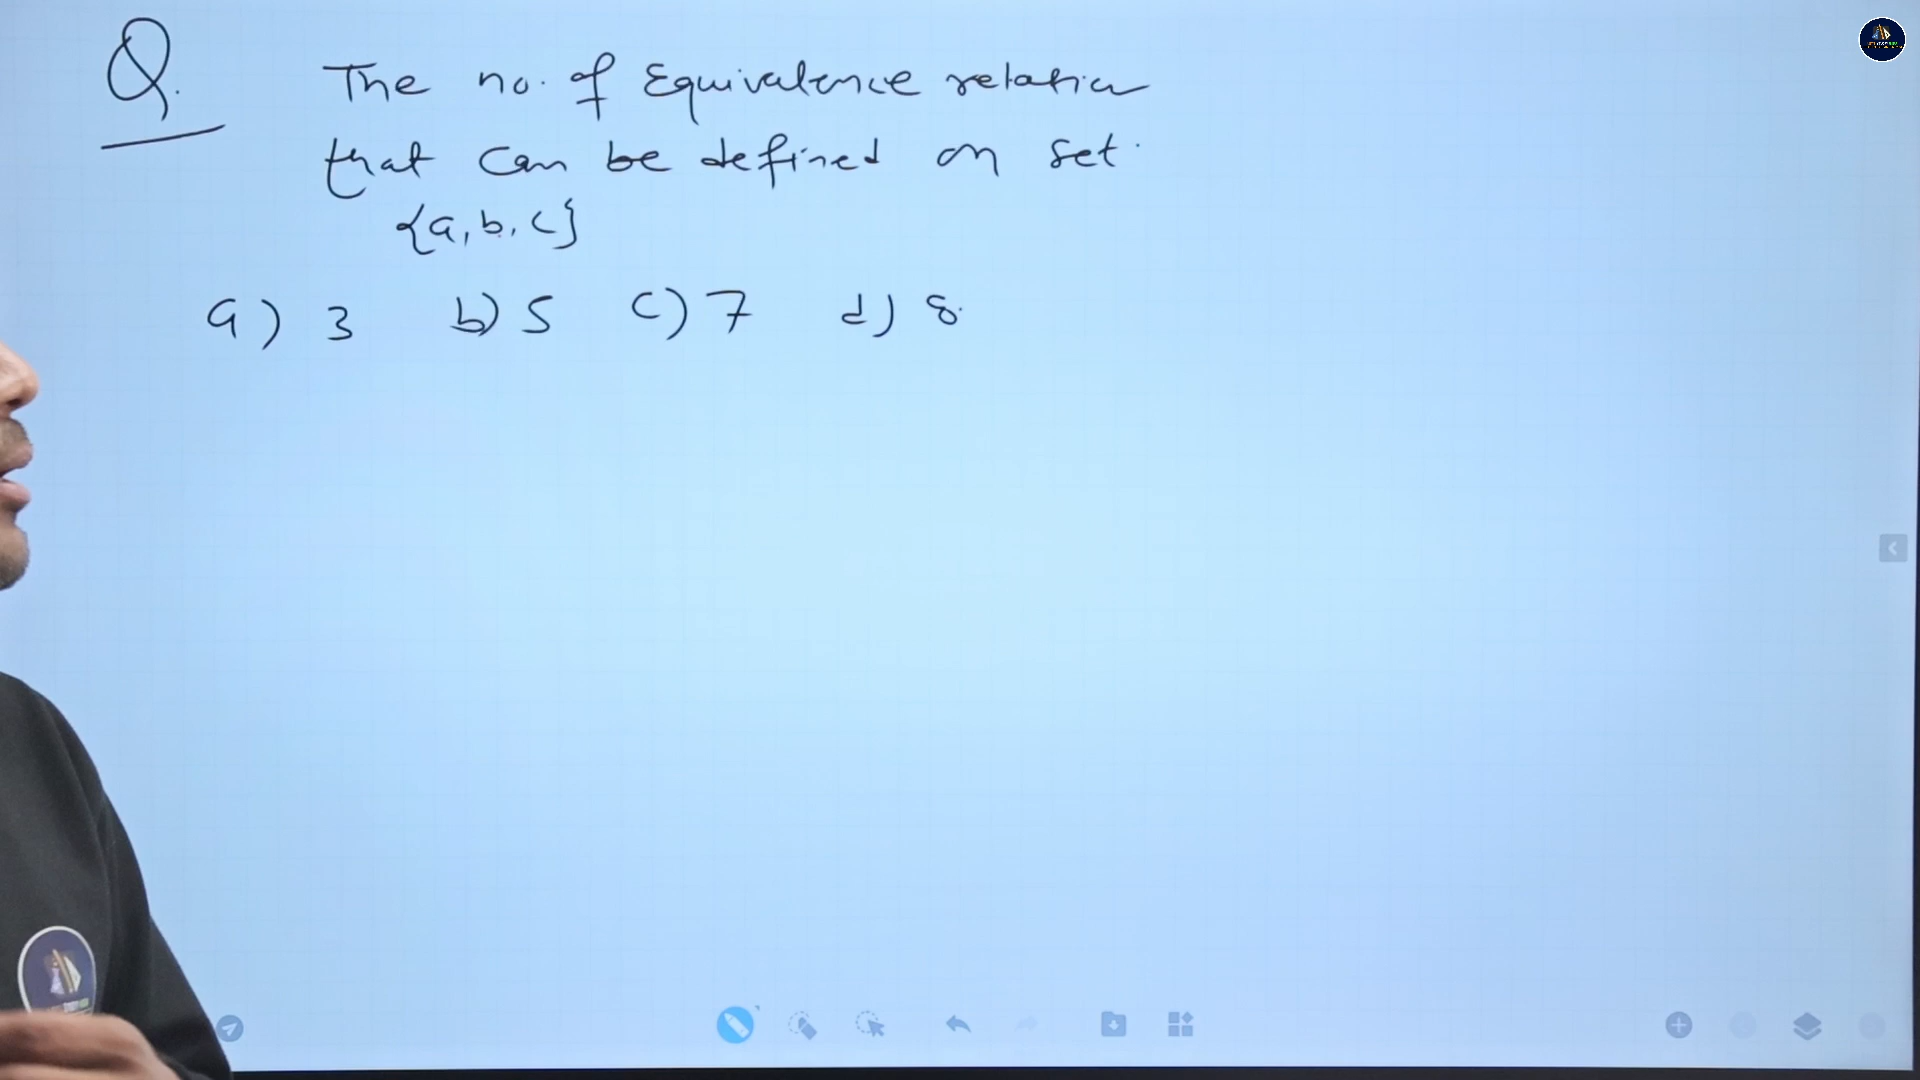 Q. The no. of Equivalence relation
that can be defined on set.
{a, b, c}
a) 3 b) 5 c) 7 d) 8.